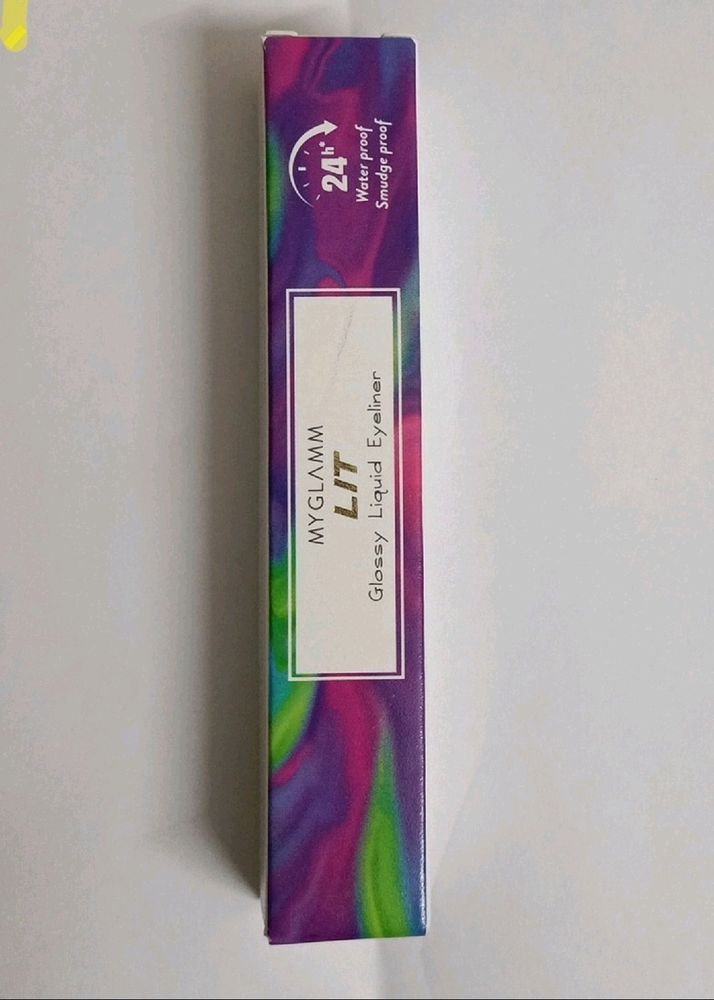 24h*
Water proof
Smudge proof
MYGLAMM
LIT
Glossy Liquid Eyeliner